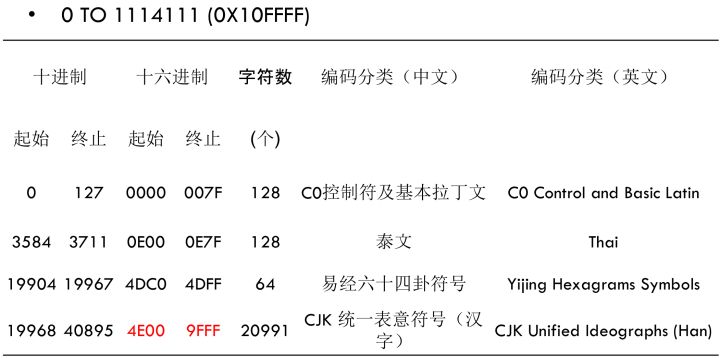 • 0 TO 1114111 (0X10FFFF)
十进制 十六进制 字符数 编码分类（中文） 编码分类（英文）
起始 终止 起始 终止 (个)
0 127 0000 007F 128 C0控制符及基本拉丁文 C0 Control and Basic Latin
3584 3711 0E00 0E7F 128 泰文 Thai
19904 19967 4DC0 4DFF 64 易经六十四卦符号 Yijing Hexagrams Symbols
19968 40895 4E00 9FFF 20991 CJK 统一表意符号（汉 CJK Unified Ideographs (Han)
字）